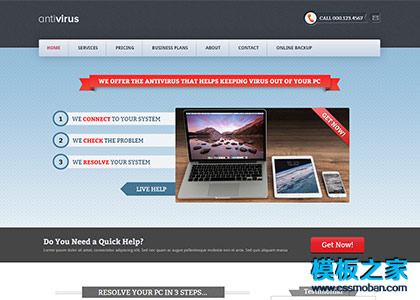 antivirus
CALL 000.123.4567
HOME SERVICES PRICING BUSINESS PLANS ABOUT CONTACT ONLINE BACKUP
WE OFFER THE ANTIVIRUS THAT HELPS KEEPING VIRUS OUT OF YOUR PC
1 WE CONNECT TO YOUR SYSTEM
2 WE CHECK THE PROBLEM
3 WE RESOLVE YOUR SYSTEM
GET NOW!
LIVE HELP
Do You Need a Quick Help?
Get Now!
RESOLVE YOUR PC IN 3 STEPS...
模板之家
www.cssmoban.com